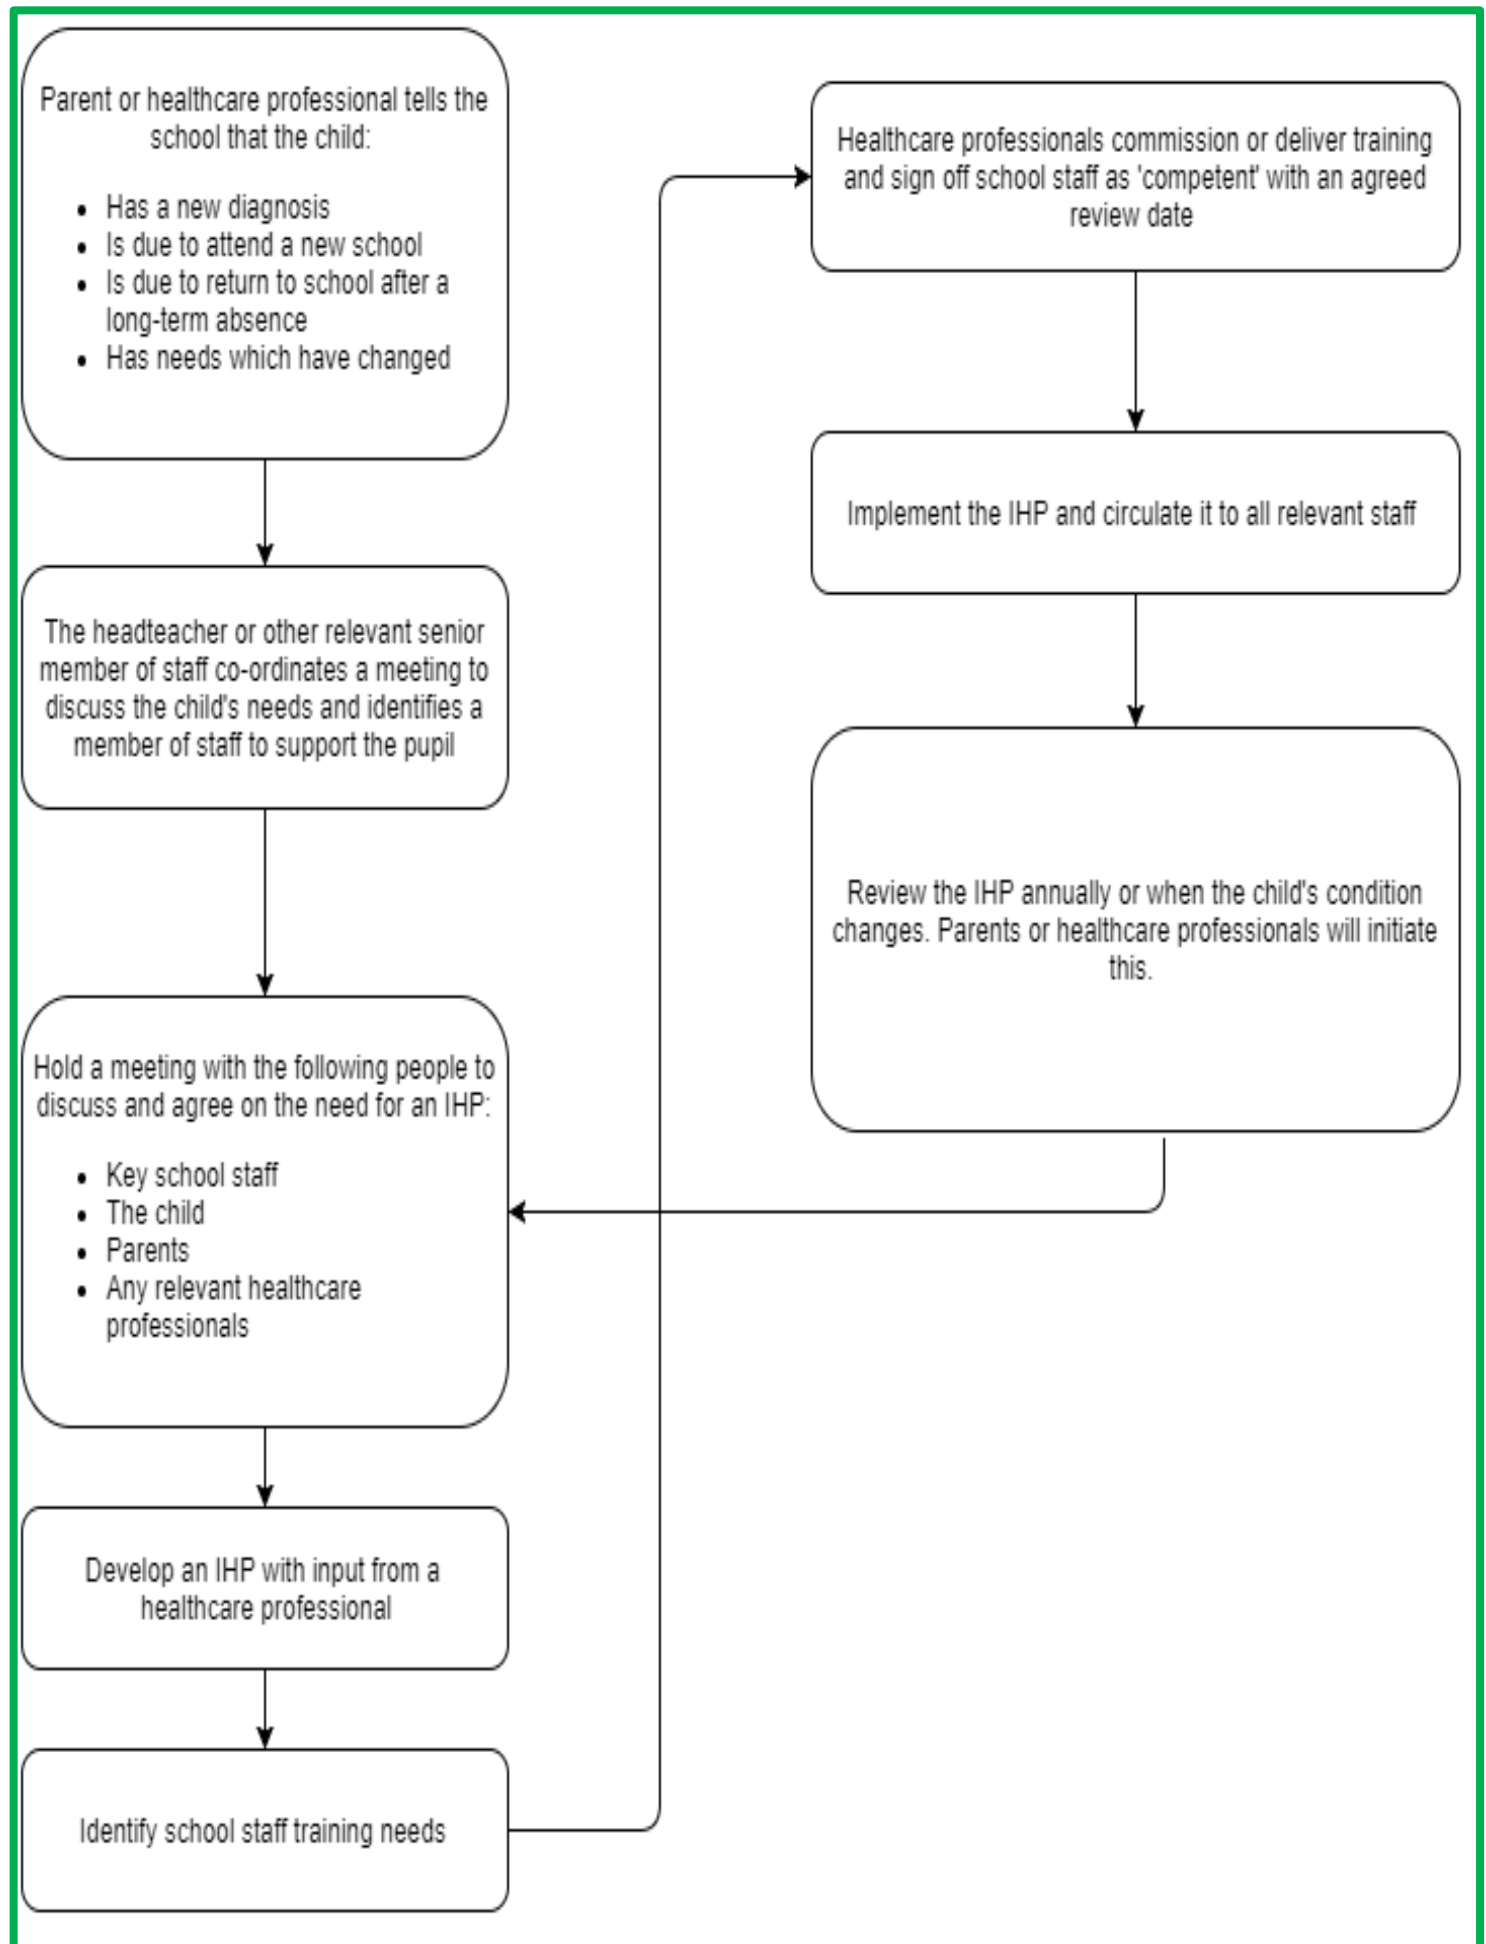 Parent or healthcare professional tells the
school that the child:
• Has a new diagnosis
• Is due to attend a new school
• Is due to return to school after a
long-term absence
• Has needs which have changed
The headteacher or other relevant senior
member of staff co-ordinates a meeting to
discuss the child's needs and identifies a
member of staff to support the pupil
Hold a meeting with the following people to
discuss and agree on the need for an IHP:
• Key school staff
• The child
• Parents
• Any relevant healthcare
professionals
Develop an IHP with input from a
healthcare professional
Identify school staff training needs
Healthcare professionals commission or deliver training
and sign off school staff as 'competent' with an agreed
review date
Implement the IHP and circulate it to all relevant staff
Review the IHP annually or when the child's condition
changes. Parents or healthcare professionals will initiate
this.